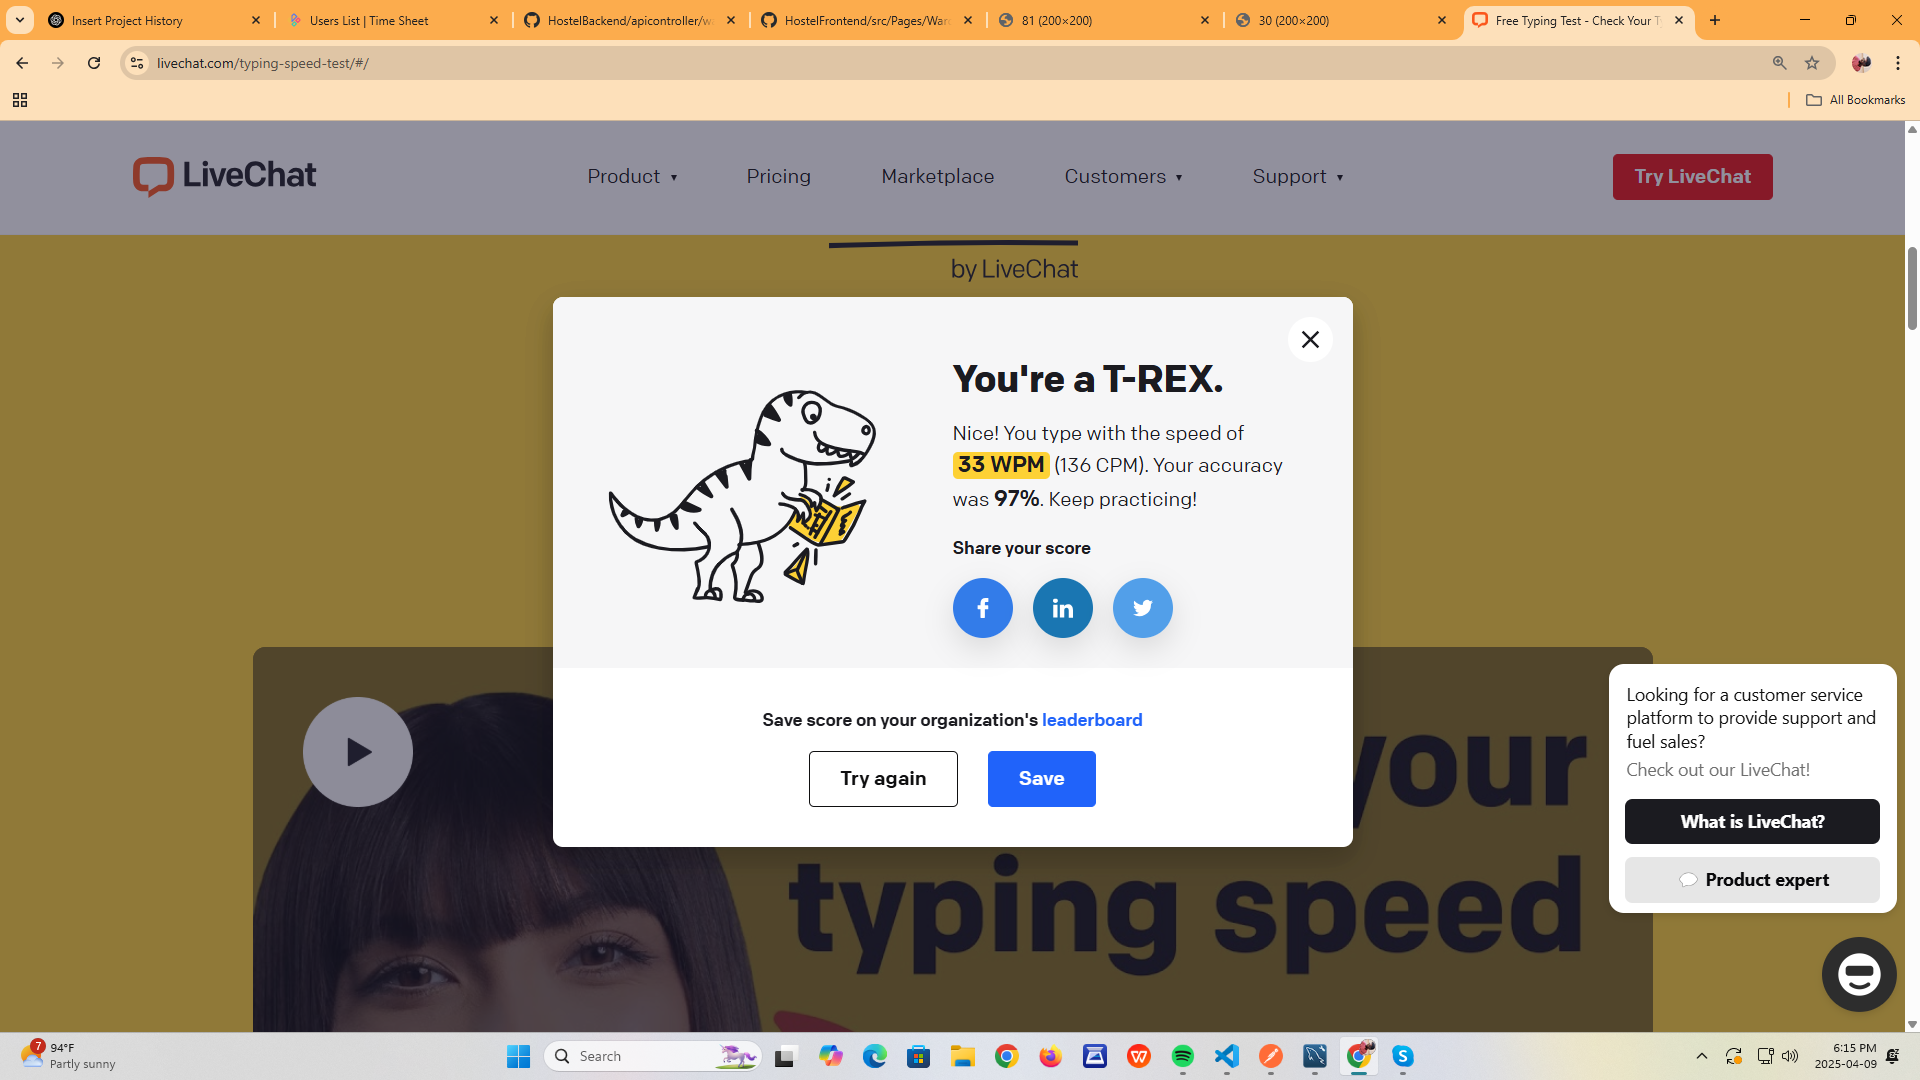 Insert Project History
Users List | Time Sheet
HostelBackend/apicontroller/w
HostelFrontend/src/Pages/War
81 (200×200)
30 (200×200)
Free Typing Test - Check Your T
livechat.com/typing-speed-test/#/
All Bookmarks
LiveChat
Product
Pricing
Marketplace
Customers
Support
Try LiveChat
by LiveChat
You're a T-REX.
Nice! You type with the speed of
33 WPM (136 CPM). Your accuracy
was 97%. Keep practicing!
Share your score
Save score on your organization's leaderboard
Try again
Save
your
typing speed
Looking for a customer service
platform to provide support and
fuel sales?
Check out our LiveChat!
What is LiveChat?
Product expert
7
94°F
Partly sunny
Search
6:15 PM
2025-04-09